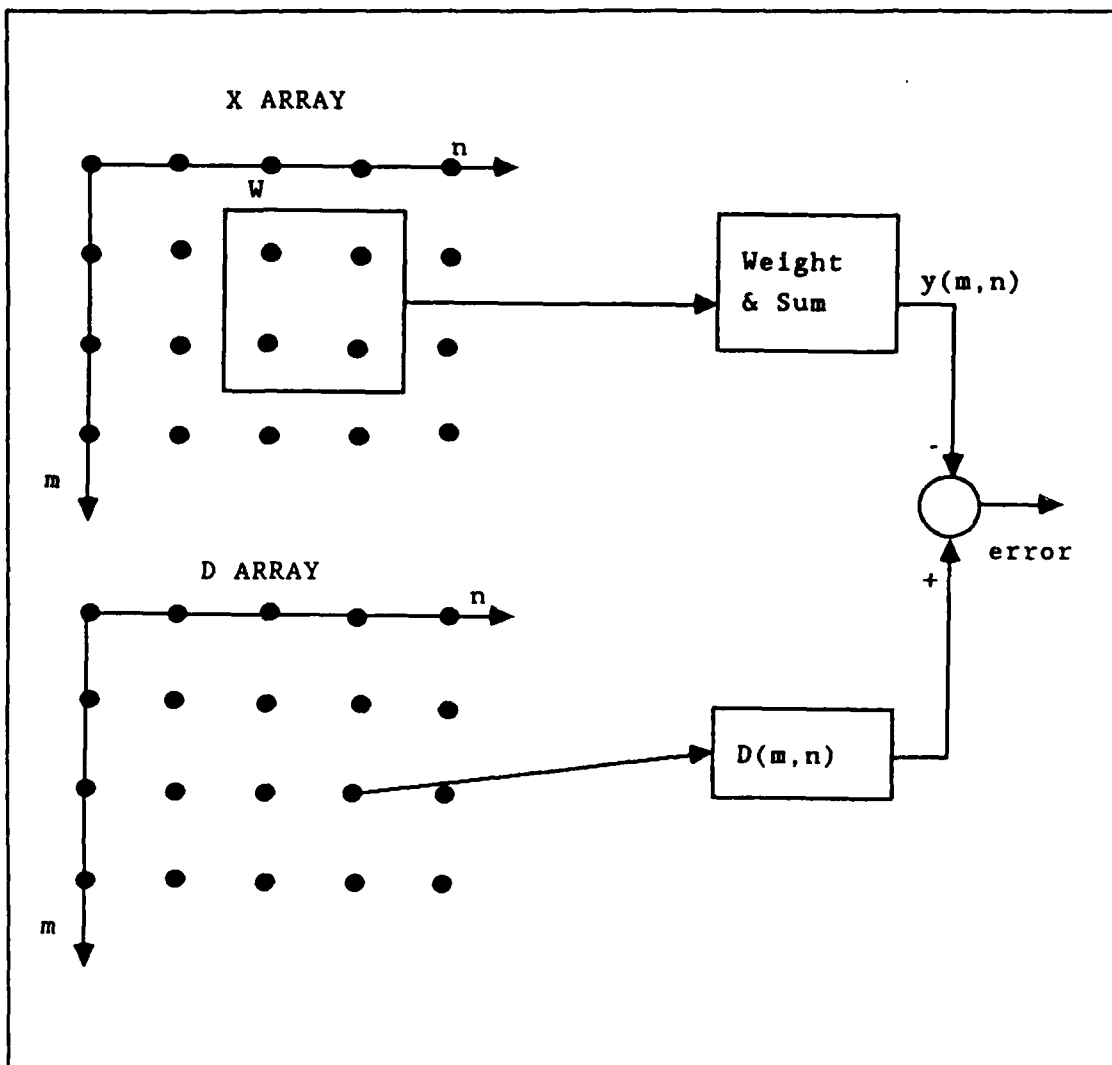 X ARRAY
n
W
Weight
& Sum
y(m,n)
m
-
error
+
D ARRAY
n
D(m,n)
m